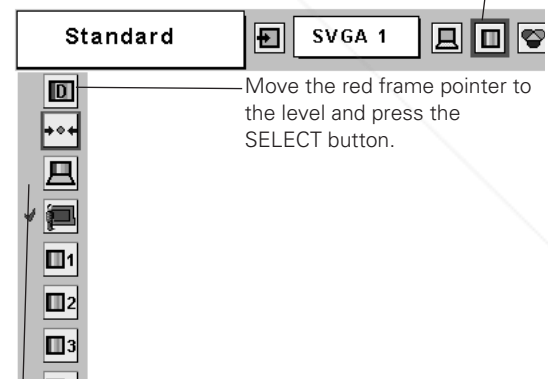 Standard
SVGA 1
D
Move the red frame pointer to
the level and press the
SELECT button.
1
2
3